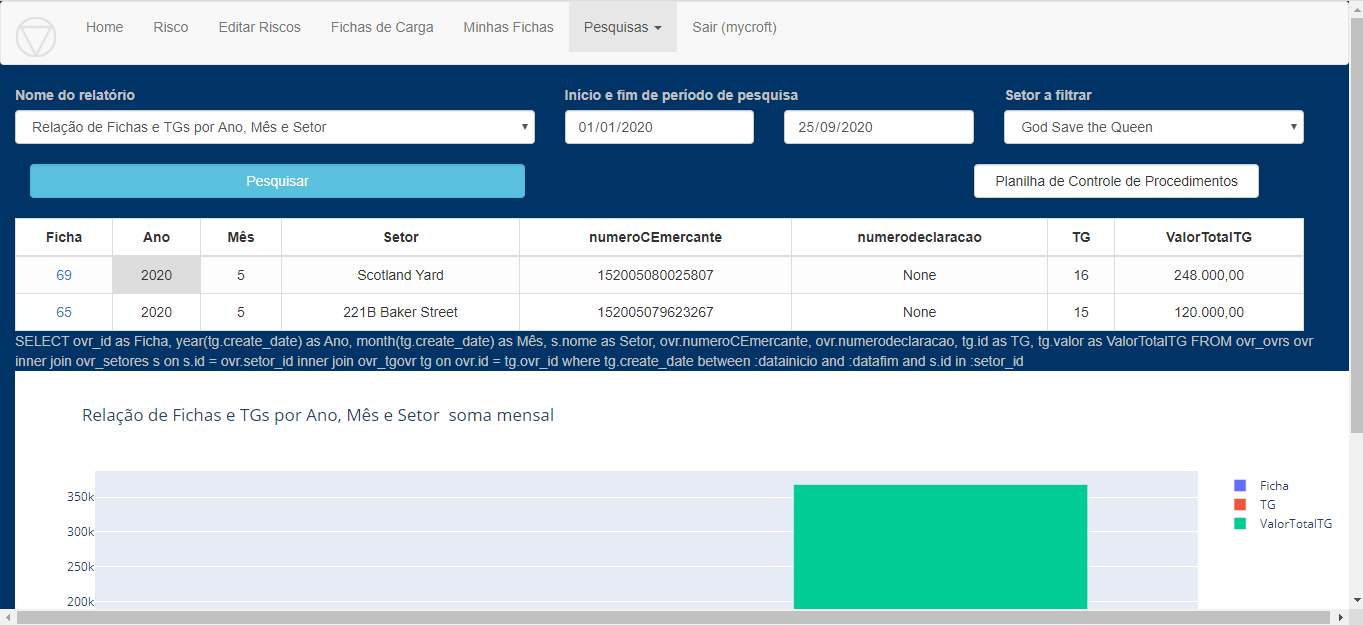 Home Risco Editar Riscos Fichas de Carga Minhas Fichas Pesquisas Sair (mycroft)
Nome do relatório Início e fim de período de pesquisa Setor a filtrar
Relação de Fichas e TGs por Ano, Mês e Setor 01/01/2020 25/09/2020 God Save the Queen
Pesquisar Planilha de Controle de Procedimentos
Ficha Ano Mês Setor numeroCEmercante numerodeclaracao TG ValorTotalTG
69 2020 5 Scotland Yard 152005080025807 None 16 248.000,00
65 2020 5 221B Baker Street 152005079623267 None 15 120.000,00
SELECT ovr_id as Ficha, year(tg.create_date) as Ano, month(tg.create_date) as Mês, s.nome as Setor, ovr.numeroCEmercante, ovr.numerodeclaracao, tg.id as TG, tg.valor as ValorTotalTG FROM ovr_ovrs ovr
inner join ovr_setores s on s.id = ovr.setor_id inner join ovr_tgovr tg on ovr.id = tg.ovr_id where tg.create_date between :datainicio and :datafim and s.id in :setor_id
Relação de Fichas e TGs por Ano, Mês e Setor soma mensal
350k
300k
250k
200k
Ficha
TG
ValorTotalTG